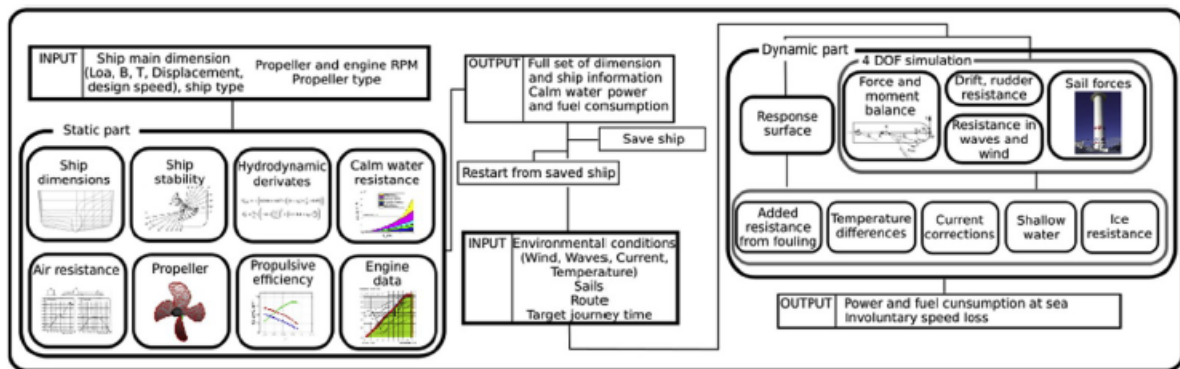 INPUT
Ship main dimension
(Loa, B, T, Displacement,
design speed), ship type
Propeller and engine RPM
Propeller type
Static part
Ship
dimensions
Ship
stability
Hydrodynamic
derivates
Calm water
resistance
Air resistance
Propeller
Propulsive
efficiency
Engine
data
OUTPUT
Full set of dimension
and ship information
Calm water power
and fuel consumption
Save ship
Restart from saved ship
INPUT
Environmental conditions
(Wind, Waves, Current,
Temperature)
Sails
Route
Target journey time
Dynamic part
4 DOF simulation
Response
surface
Force and
moment
balance
Drift, rudder
resistance
Resistance in
waves and
wind
Sail forces
Added
resistance
from fouling
Temperature
differences
Current
corrections
Shallow
water
Ice
resistance
OUTPUT
Power and fuel cunsumption at sea
Involuntary speed loss